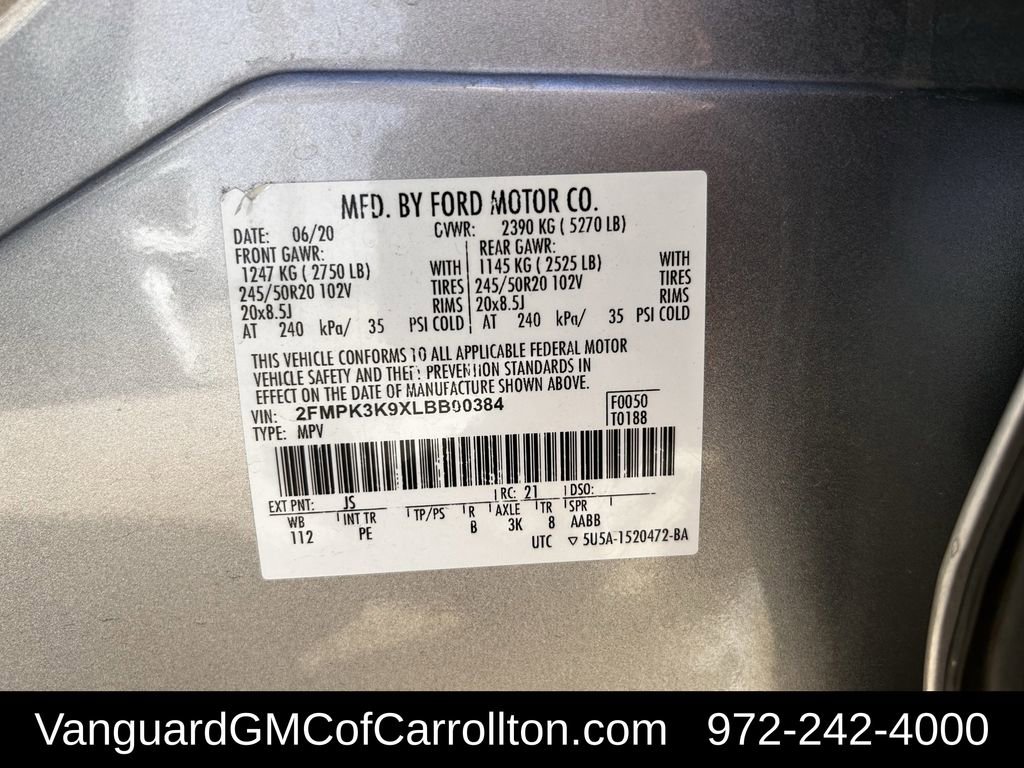 MFD. BY FORD MOTOR CO.
DATE: 06/20 GVWR: 2390 KG ( 5270 LB)
FRONT GAWR: REAR GAWR:
1247 KG ( 2750 LB) WITH 1145 KG ( 2525 LB) WITH
245/50R20 102V TIRES 245/50R20 102V TIRES
20x8.5J RIMS 20x8.5J RIMS
AT 240 kPa/ 35 PSI COLD AT 240 kPa/ 35 PSI COLD
THIS VEHICLE CONFORMS TO ALL APPLICABLE FEDERAL MOTOR
VEHICLE SAFETY AND THEFT PREVENTION STANDARDS IN
EFFECT ON THE DATE OF MANUFACTURE SHOWN ABOVE.
VIN: 2FMPK3K9XLBB00384 F0050
TYPE: MPV T0188
EXT PNT: JS RC: 21 DSO:
WB INT TR TP/PS R AXLE TR SPR
112 PE B 3K 8 AABB
UTC ▽ 5U5A-1520472-BA
VanguardGMCofCarrollton.com 972-242-4000